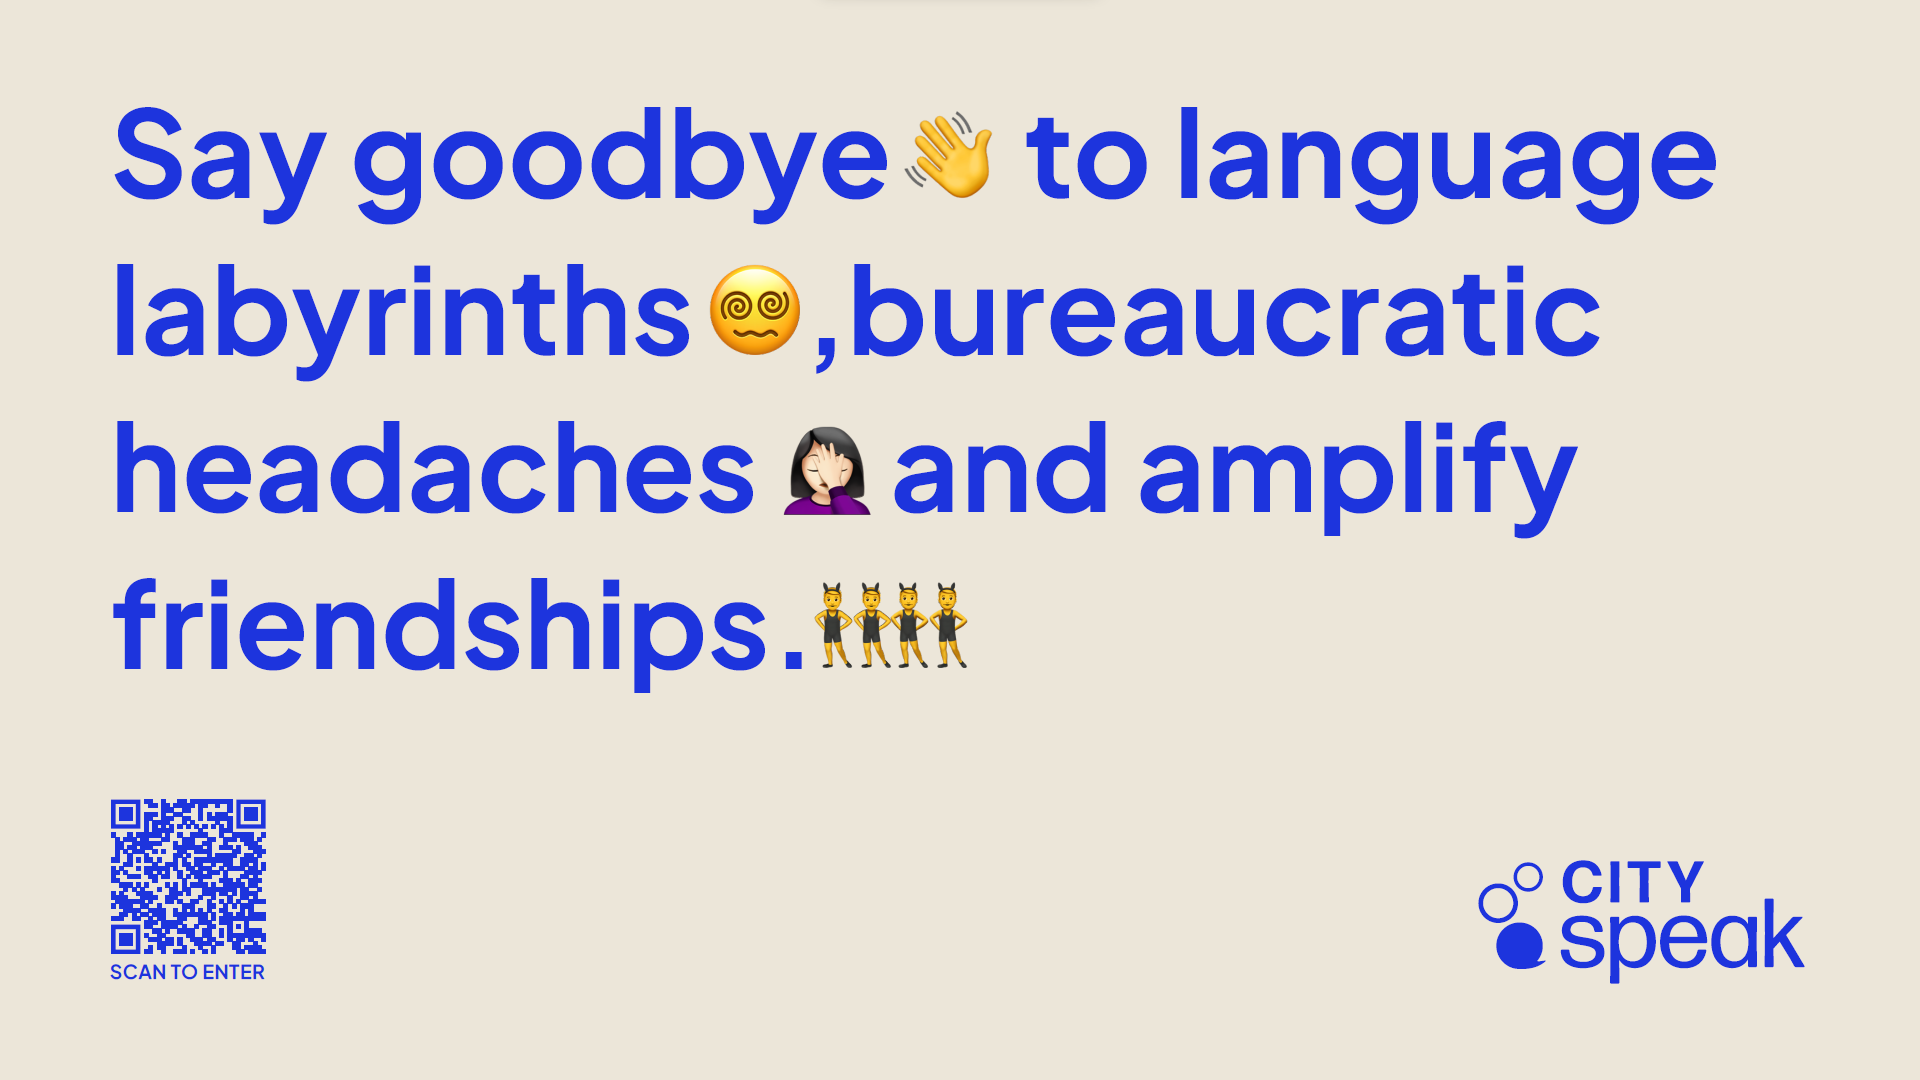 Say goodbye👋 to language
labyrinths😵‍💫,bureaucratic
headaches 🤦🏻‍♀️ and amplify
friendships.👯
SCAN TO ENTER
CITY
speak